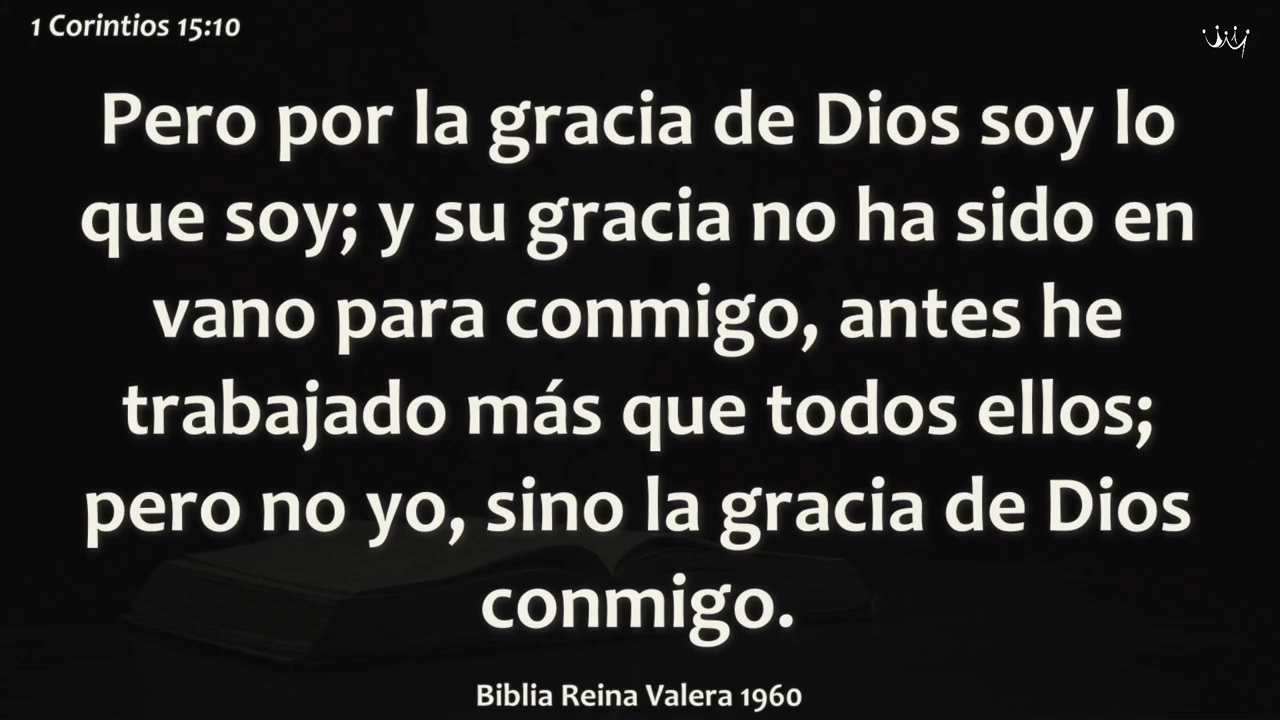 1 Corintios 15:10
Pero por la gracia de Dios soy lo
que soy; y su gracia no ha sido en
vano para conmigo, antes he
trabajado más que todos ellos;
pero no yo, sino la gracia de Dios
conmigo.
Biblia Reina Valera 1960